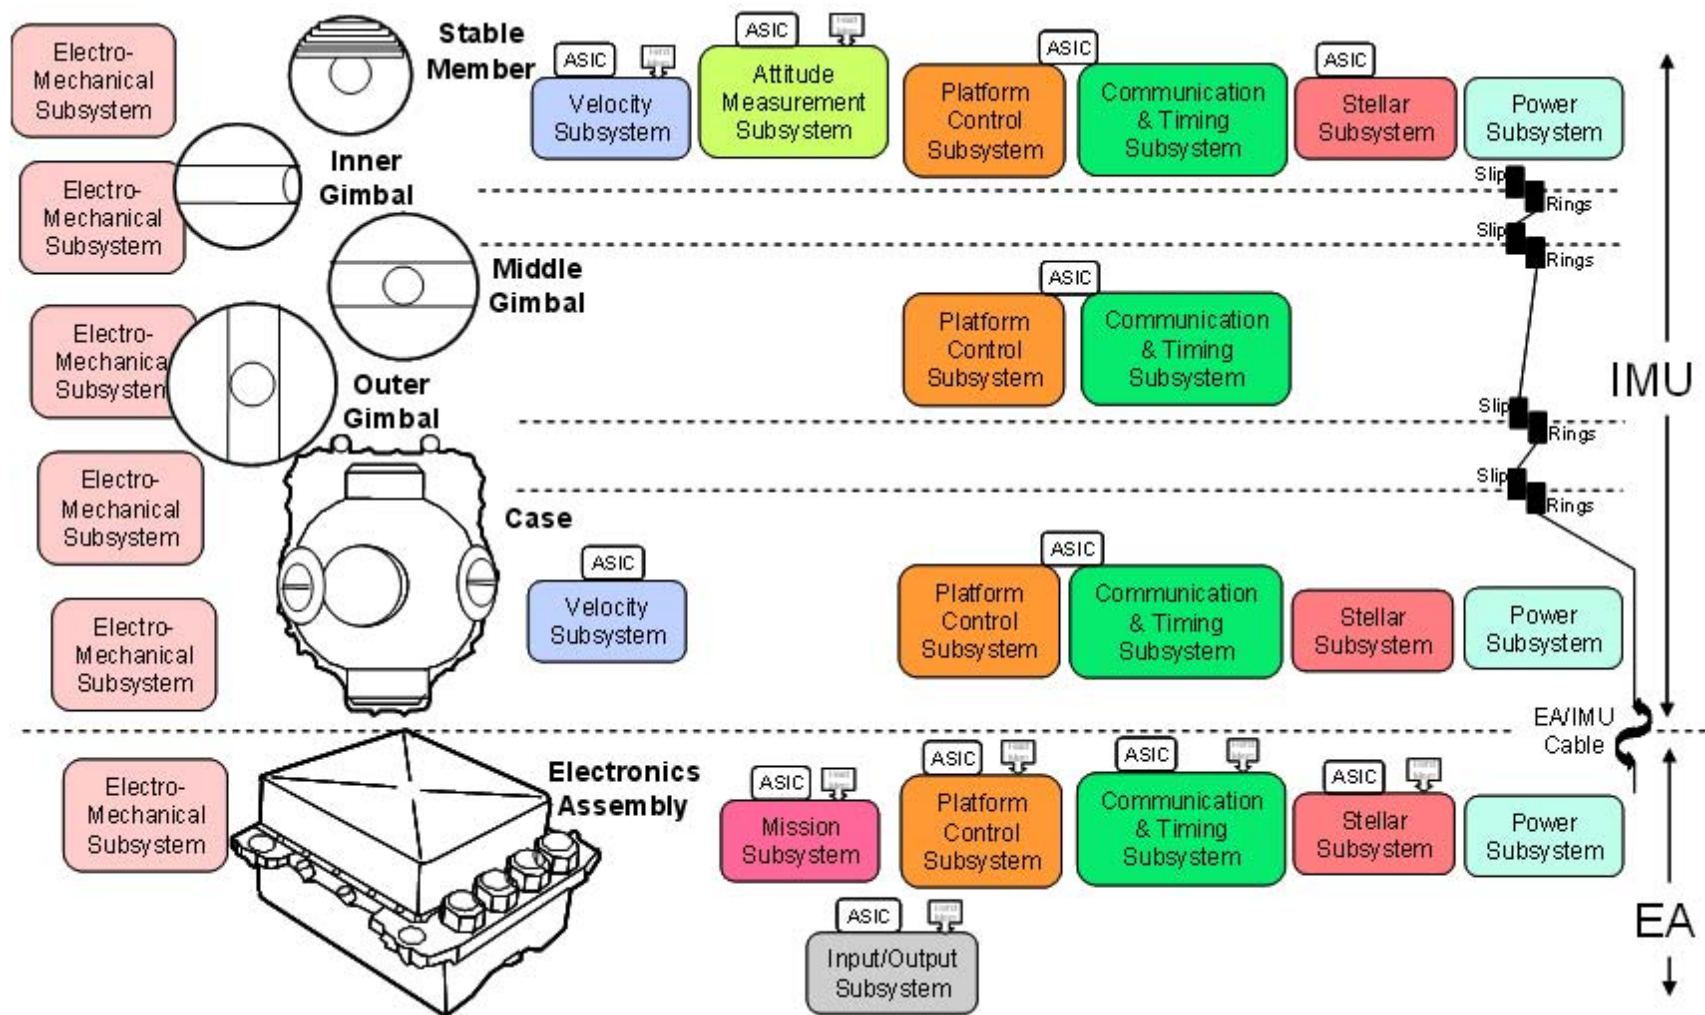 Electro-
Mechanical
Subsystem
Stable
Member
ASIC
Velocity
Subsystem
ASIC
Attitude
Measurement
Subsystem
ASIC
Platform
Control
Subsystem
Communication
& Timing
Subsystem
ASIC
Stellar
Subsystem
Power
Subsystem
Electro-
Mechanical
Subsystem
Inner
Gimbal
Slip
Rings
Slip
Rings
Middle
Gimbal
ASIC
Platform
Control
Subsystem
Communication
& Timing
Subsystem
Electro-
Mechanica
Subsystem
Outer
Gimbal
IMU
Slip
Rings
Slip
Rings
Electro-
Mechanical
Subsystem
Case
ASIC
Velocity
Subsystem
ASIC
Platform
Control
Subsystem
Communication
& Timing
Subsystem
Stellar
Subsystem
Power
Subsystem
Electro-
Mechanical
Subsystem
EA/IMU
Cable
Electro-
Mechanical
Subsystem
Electronics
Assembly
ASIC
Mission
Subsystem
ASIC
Platform
Control
Subsystem
ASIC
Communication
& Timing
Subsystem
ASIC
Stellar
Subsystem
Power
Subsystem
EA
ASIC
Input/Output
Subsystem